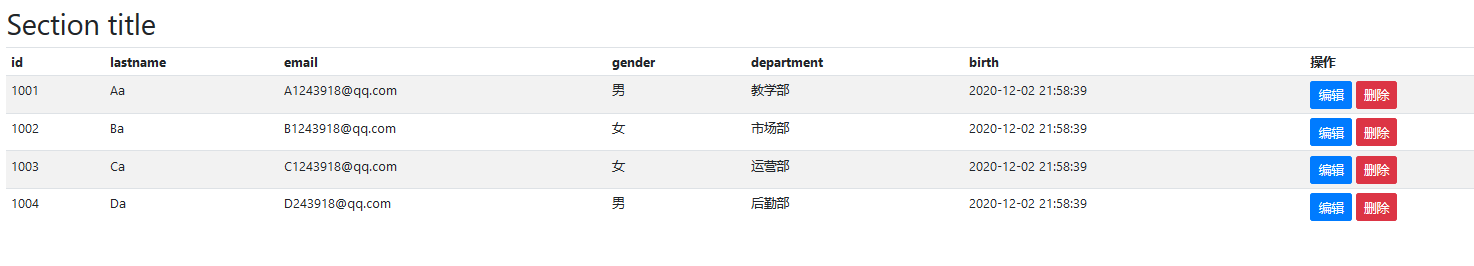 Section title
id lastname email gender department birth 操作
1001 Aa A1243918@qq.com 男 教学部 2020-12-02 21:58:39 编辑 删除
1002 Ba B1243918@qq.com 女 市场部 2020-12-02 21:58:39 编辑 删除
1003 Ca C1243918@qq.com 女 运营部 2020-12-02 21:58:39 编辑 删除
1004 Da D243918@qq.com 男 后勤部 2020-12-02 21:58:39 编辑 删除